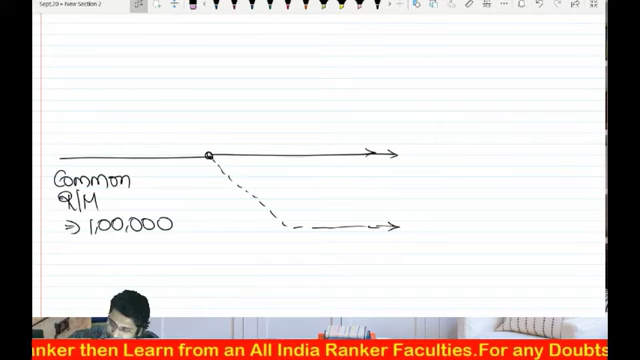 Sept.20 • New Section 2
Common
R/M
⇒ 1,00,000
anker then Learn from an All India Ranker Faculties.For any Doubts